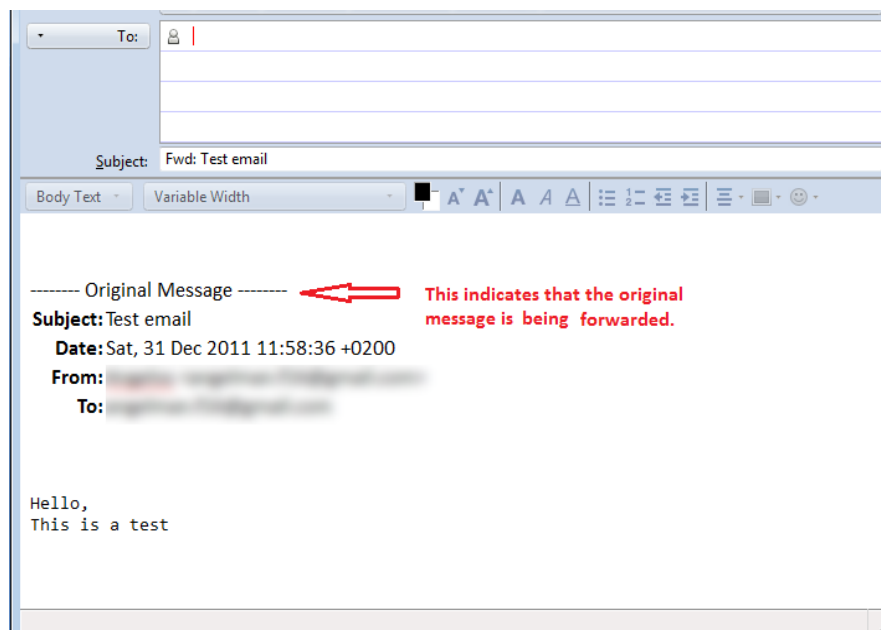 To:
Subject: Fwd: Test email
Body Text Variable Width
-------- Original Message --------
This indicates that the original
message is being forwarded.
Subject: Test email
Date: Sat, 31 Dec 2011 11:58:36 +0200
From:
To:
Hello,
This is a test